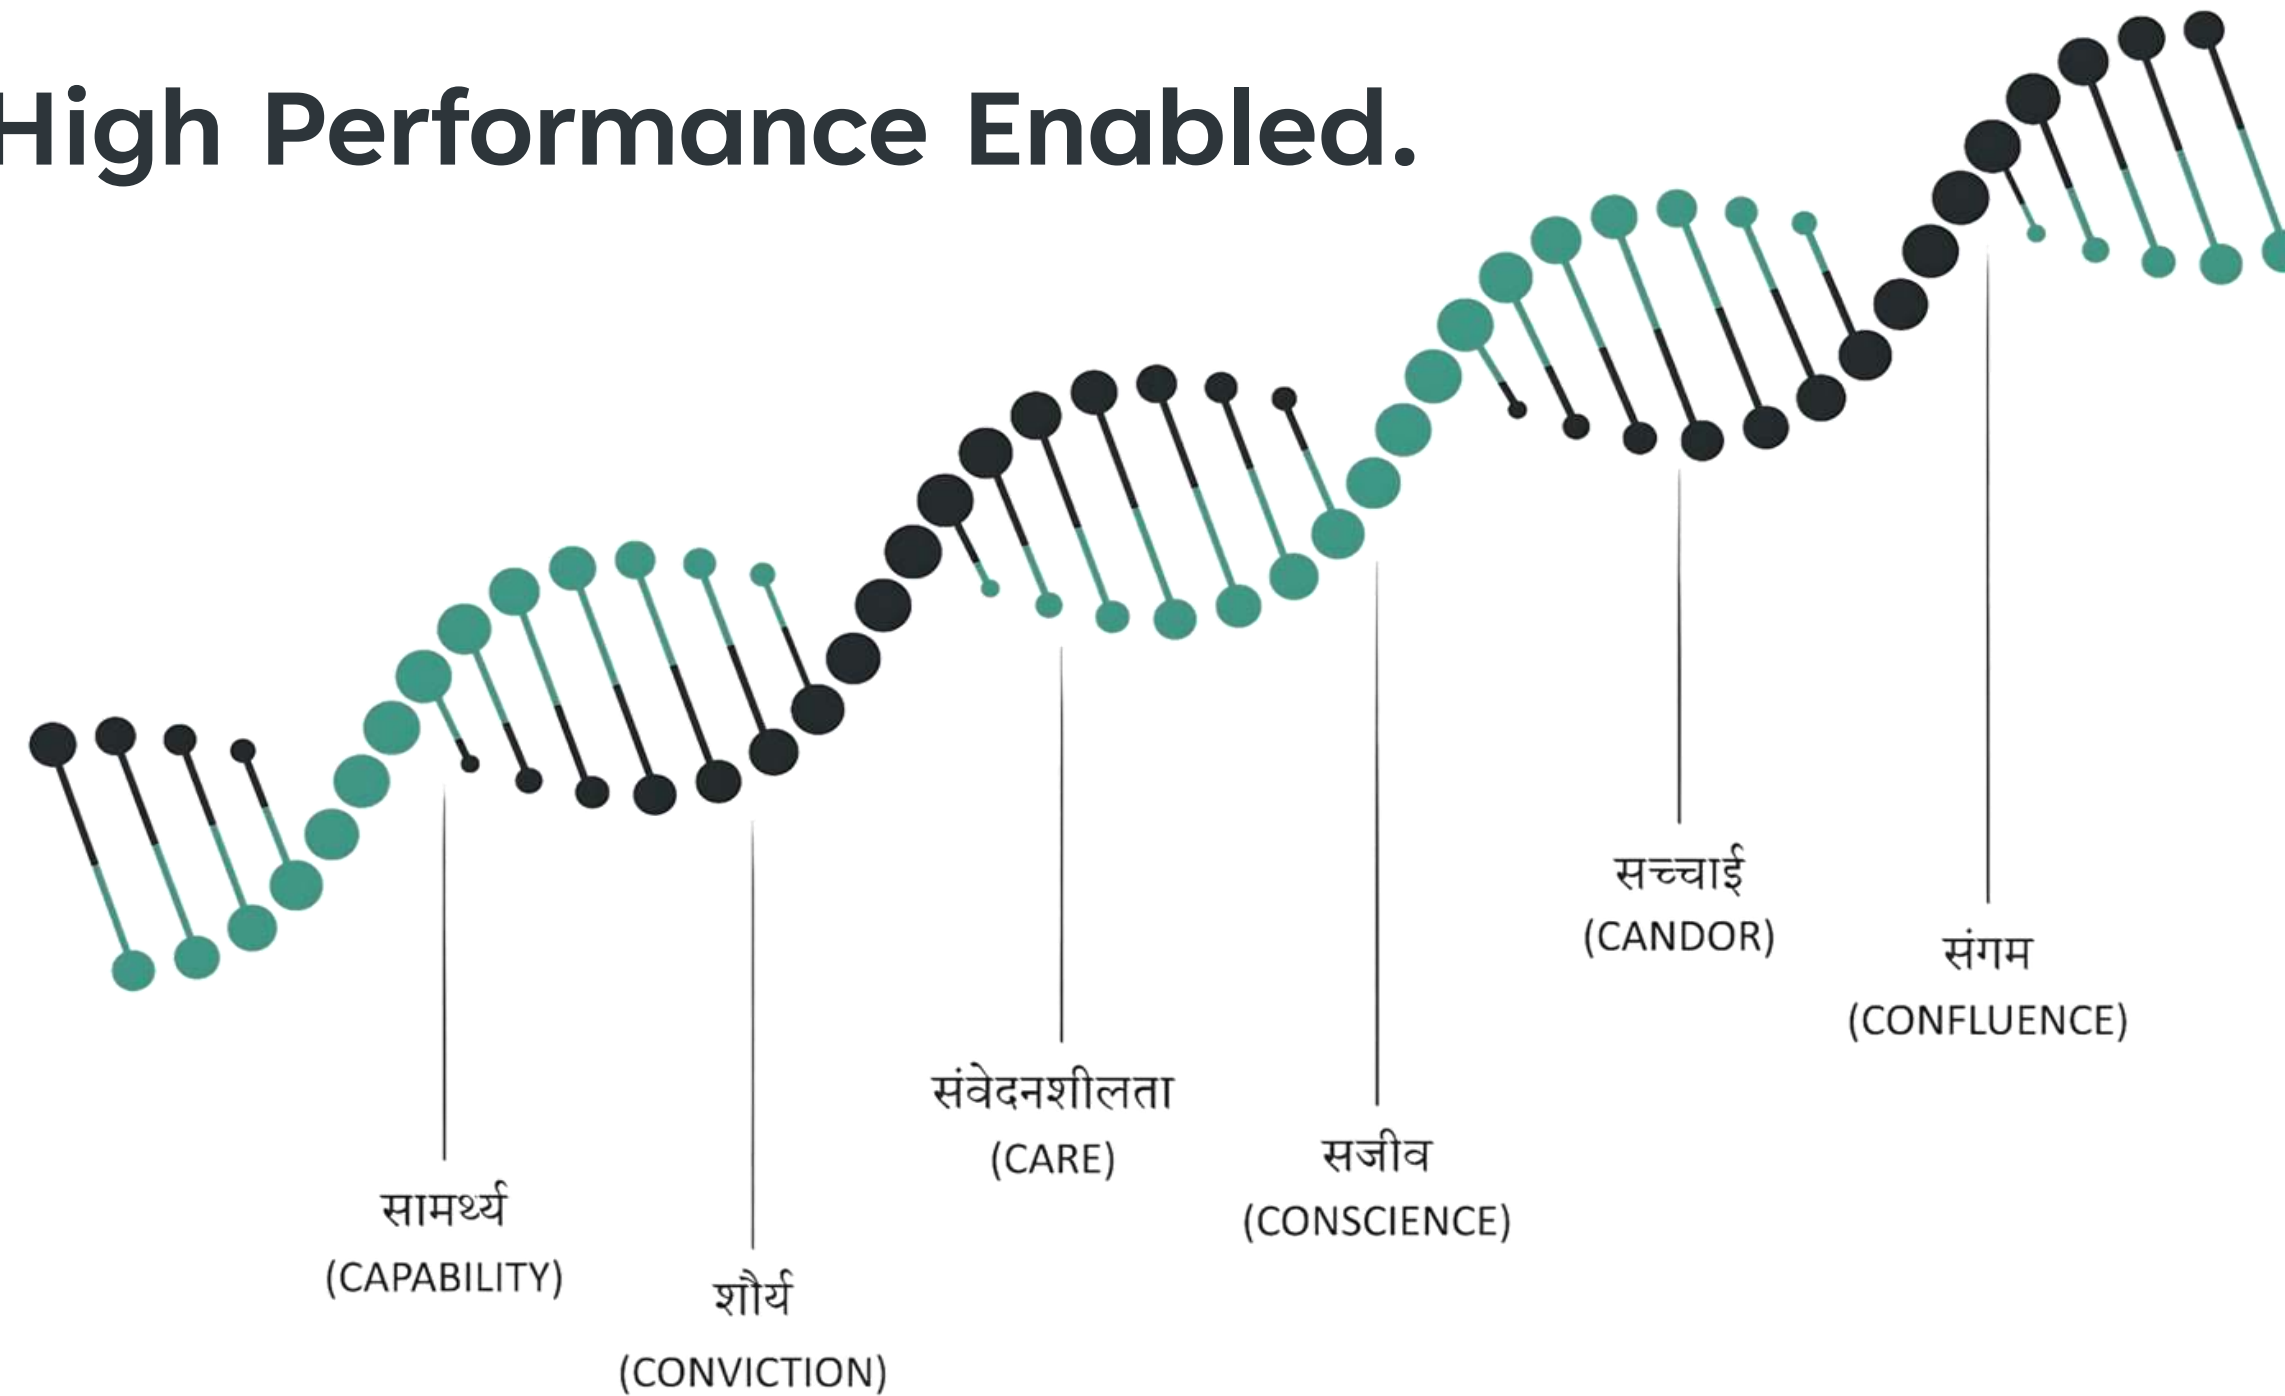 High Performance Enabled.
सामर्थ्य
(CAPABILITY)
शौर्य
(CONVICTION)
संवेदनशीलता
(CARE)
सजीव
(CONSCIENCE)
सच्चाई
(CANDOR)
संगम
(CONFLUENCE)